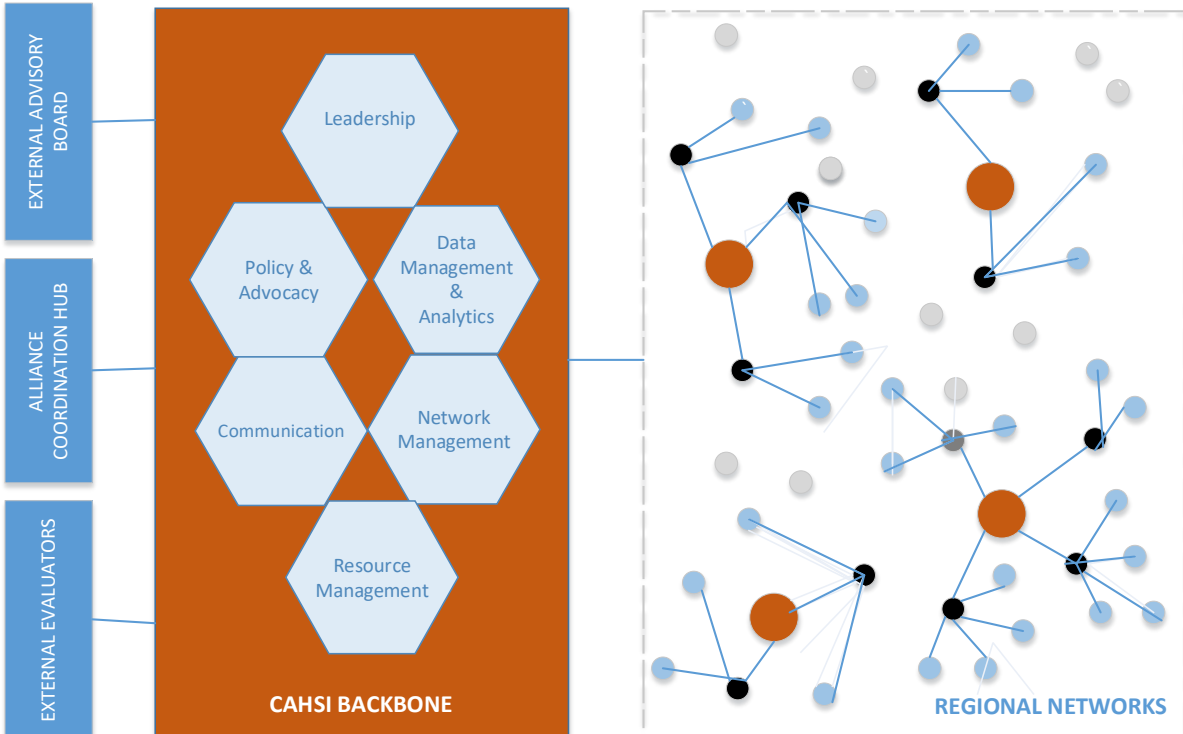 EXTERNAL ADVISORY
BOARD
ALLIANCE
COORDINATION HUB
EXTERNAL EVALUATORS
Leadership
Policy &
Advocacy
Data
Management
&
Analytics
Communication
Network
Management
Resource
Management
CAHSI BACKBONE
REGIONAL NETWORKS